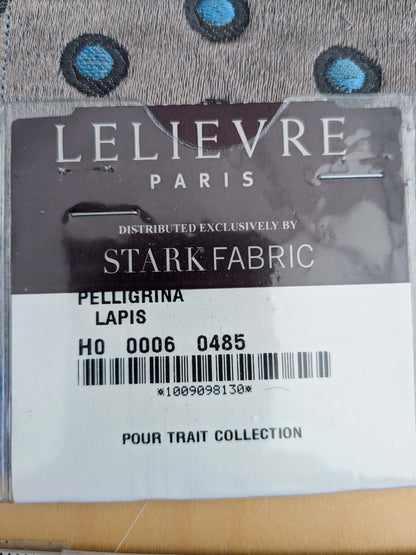 LELIEVRE
PARIS
DISTRIBUTED EXCLUSIVELY BY
STARK FABRIC
PELLIGRINA
LAPIS
H0 0006 0485
*1009098130*
POUR TRAIT COLLECTION